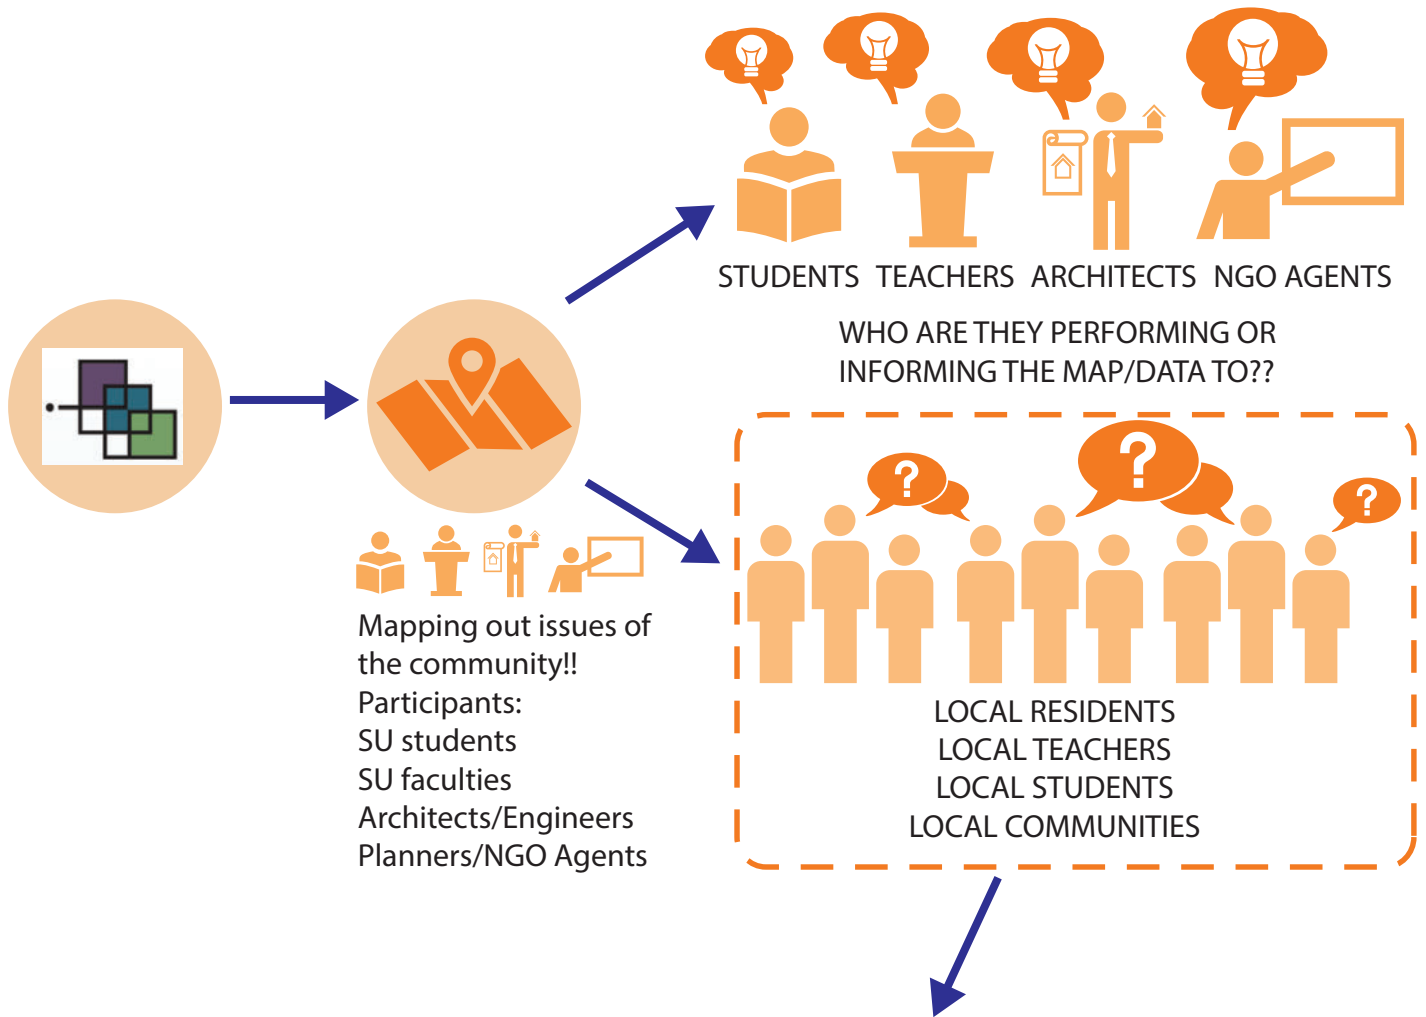 STUDENTS TEACHERS ARCHITECTS NGO AGENTS
WHO ARE THEY PERFORMING OR
INFORMING THE MAP/DATA TO??
Mapping out issues of
the community!!
Participants:
SU students
SU faculties
Architects/Engineers
Planners/NGO Agents
? ? ?
LOCAL RESIDENTS
LOCAL TEACHERS
LOCAL STUDENTS
LOCAL COMMUNITIES